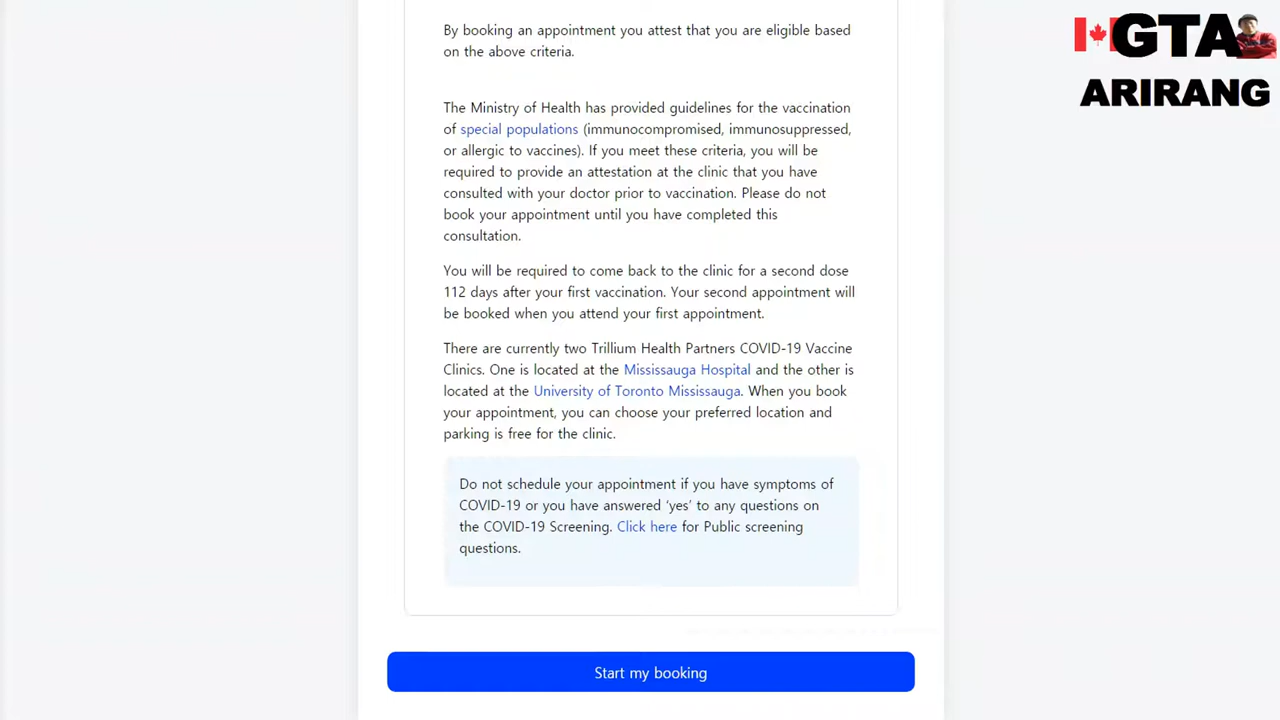 By booking an appointment you attest that you are eligible based
on the above criteria.
The Ministry of Health has provided guidelines for the vaccination
of special populations (immunocompromised, immunosuppressed,
or allergic to vaccines). If you meet these criteria, you will be
required to provide an attestation at the clinic that you have
consulted with your doctor prior to vaccination. Please do not
book your appointment until you have completed this
consultation.
You will be required to come back to the clinic for a second dose
112 days after your first vaccination. Your second appointment will
be booked when you attend your first appointment.
There are currently two Trillium Health Partners COVID-19 Vaccine
Clinics. One is located at the Mississauga Hospital and the other is
located at the University of Toronto Mississauga. When you book
your appointment, you can choose your preferred location and
parking is free for the clinic.
Do not schedule your appointment if you have symptoms of
COVID-19 or you have answered ‘yes’ to any questions on
the COVID-19 Screening. Click here for Public screening
questions.
Start my booking
GTA
ARIRANG